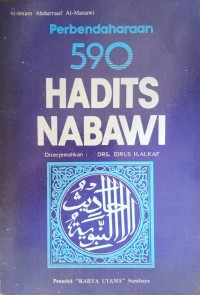 Al-Imam Abdurrauf Al-Manawi
Perbendaharaan
590
HADITS
NABAWI
Diterjemahkan : DRS. IDRUS H.ALKAF
الأحاديث
النبوية
Penerbit "KARYA UTAMA" Surabaya